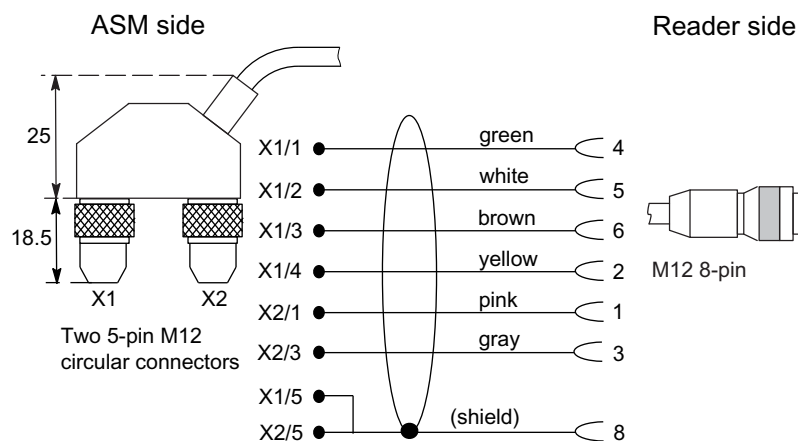 ASM side
Reader side
25
18.5
X1 X2
Two 5-pin M12
circular connectors
X1/1 green 4
X1/2 white 5
X1/3 brown 6
X1/4 yellow 2
X2/1 pink 1
X2/3 gray 3
X1/5
X2/5 (shield) 8
M12 8-pin